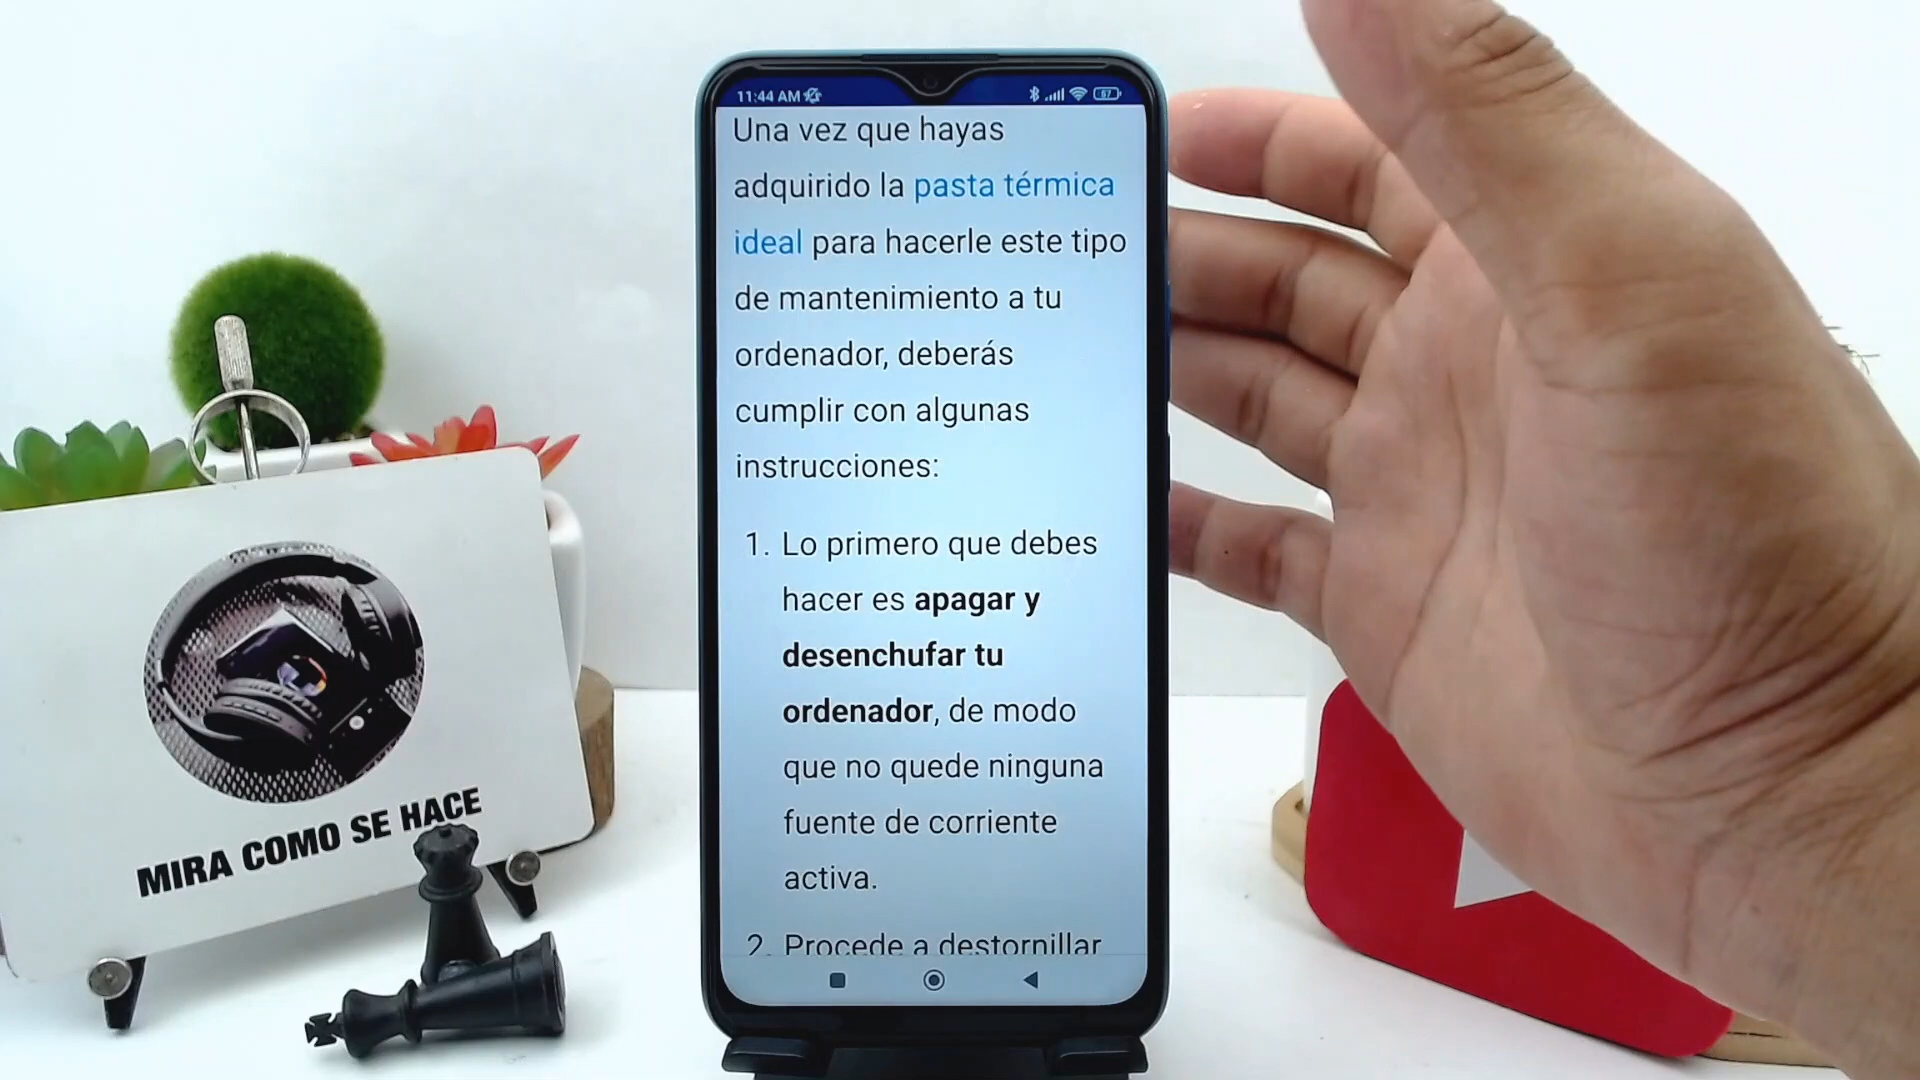 11:44 AM
57
Una vez que hayas
adquirido la pasta térmica
ideal para hacerle este tipo
de mantenimiento a tu
ordenador, deberás
cumplir con algunas
instrucciones:
1. Lo primero que debes
hacer es apagar y
desenchufar tu
ordenador, de modo
que no quede ninguna
fuente de corriente
activa.
2. Procede a destornillar
MIRA COMO SE HACE